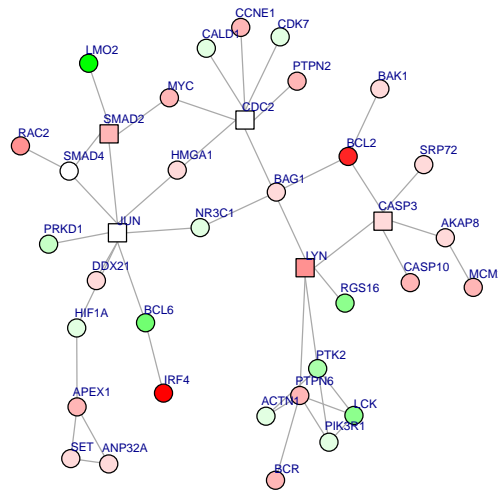 CCNE1
CDK7
CALD1
LMO2
PTPN2
MYC
BAK1
CDC2
SMAD2
RAC2
BCL2
SMAD4
HMGA1
SRP72
BAG1
NR3C1
CASP3
JUN
AKAP8
PRKD1
LYN
DDX21
CASP10
MCM
RGS16
HIF1A
BCL6
PTK2
IRF4
PTPN6
APEX1
ACTN1
LCK
PIK3R1
SET
ANP32A
BCR